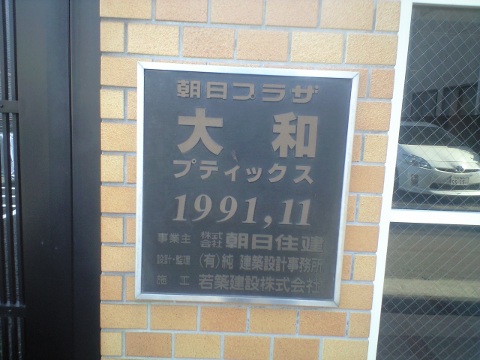 朝日プラザ
大和
プティックス
1991,11
事業主 株式会社 朝日住建
設計・監理 (有)純 建築設計事務所
施工 若築建設株式会社